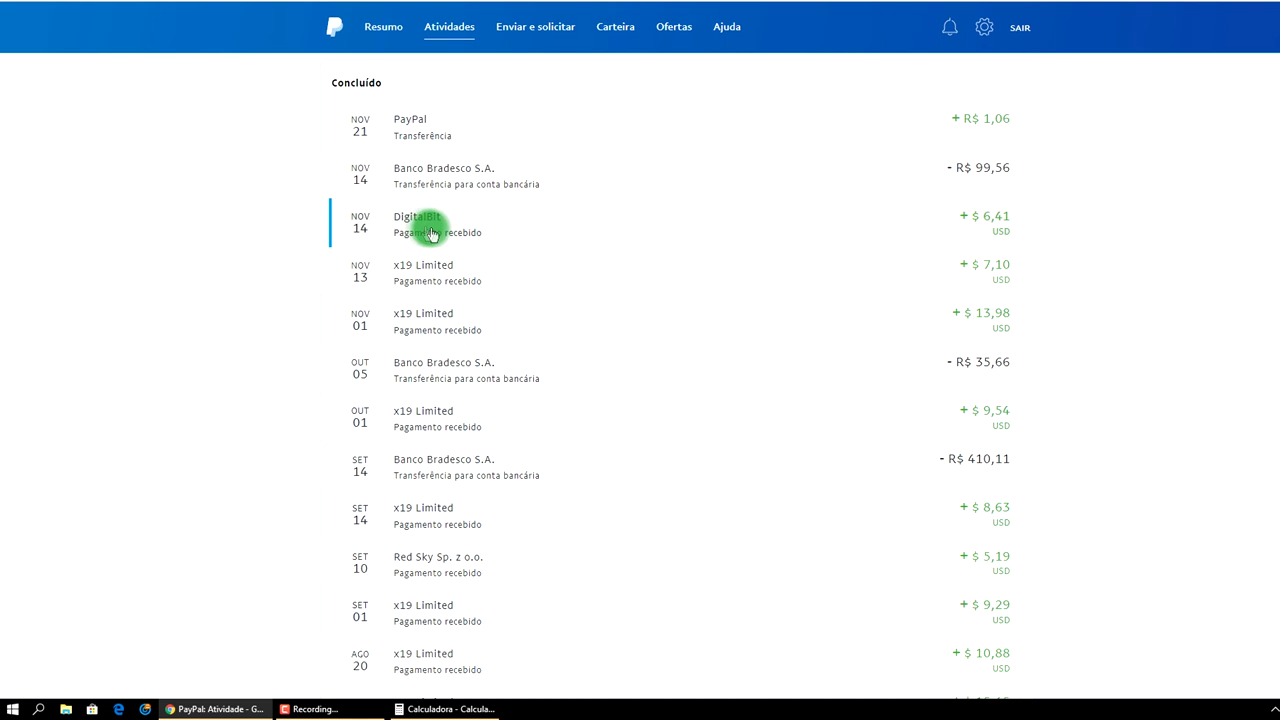 Resumo Atividades Enviar e solicitar Carteira Ofertas Ajuda SAIR
Concluído
NOV PayPal + R$ 1,06
21 Transferência
NOV Banco Bradesco S.A. - R$ 99,56
14 Transferência para conta bancária
NOV DigitalBit + $ 6,41
14 Pagamento recebido USD
NOV x19 Limited + $ 7,10
13 Pagamento recebido USD
NOV x19 Limited + $ 13,98
01 Pagamento recebido USD
OUT Banco Bradesco S.A. - R$ 35,66
05 Transferência para conta bancária
OUT x19 Limited + $ 9,54
01 Pagamento recebido USD
SET Banco Bradesco S.A. - R$ 410,11
14 Transferência para conta bancária
SET x19 Limited + $ 8,63
14 Pagamento recebido USD
SET Red Sky Sp. z o.o. + $ 5,19
10 Pagamento recebido USD
SET x19 Limited + $ 9,29
01 Pagamento recebido USD
AGO x19 Limited + $ 10,88
20 Pagamento recebido USD
PayPal: Atividade - G... Recording... Calculadora - Calcula...